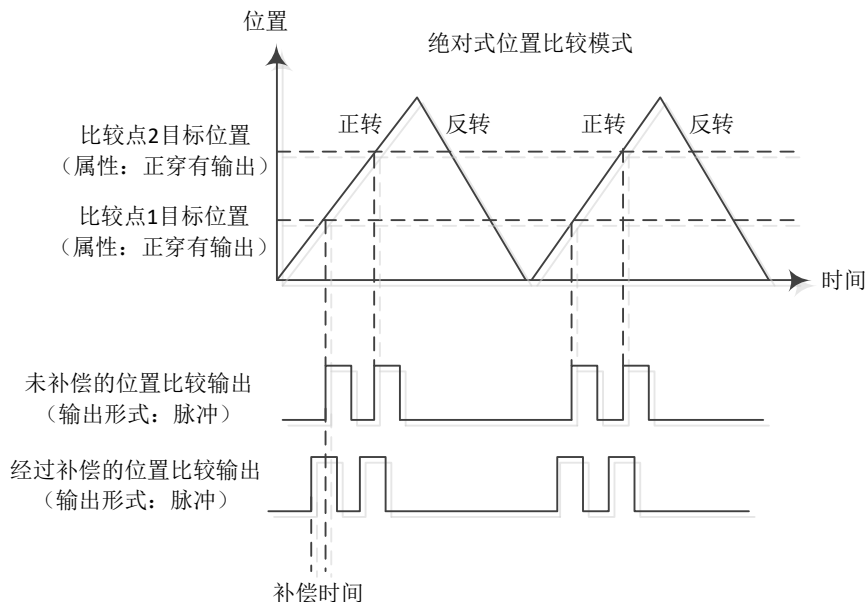 位置
绝对式位置比较模式
正转
反转
正转
反转
比较点2目标位置
（属性：正穿有输出）
比较点1目标位置
（属性：正穿有输出）
时间
未补偿的位置比较输出
（输出形式：脉冲）
经过补偿的位置比较输出
（输出形式：脉冲）
补偿时间